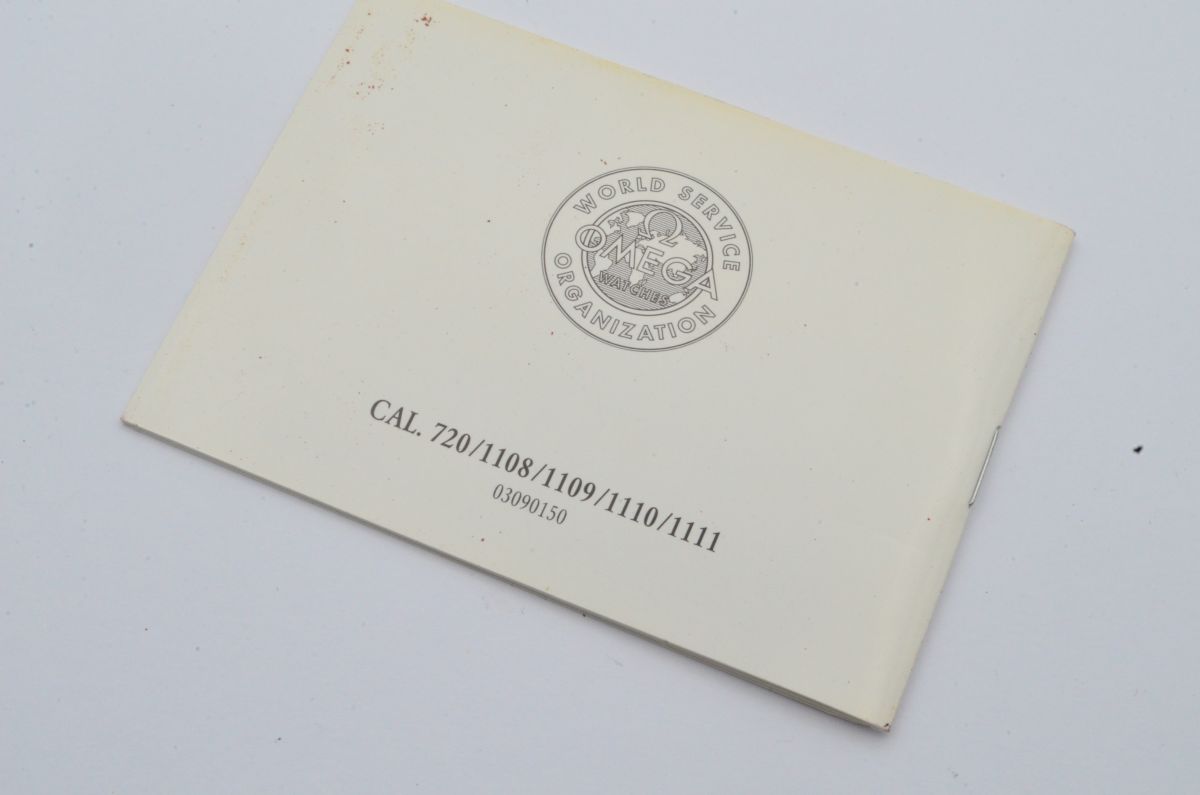 WORLD SERVICE
Ω
OMEGA
WATCHES
ORGANIZATION
CAL. 720/1108/1109/1110/1111
03090150